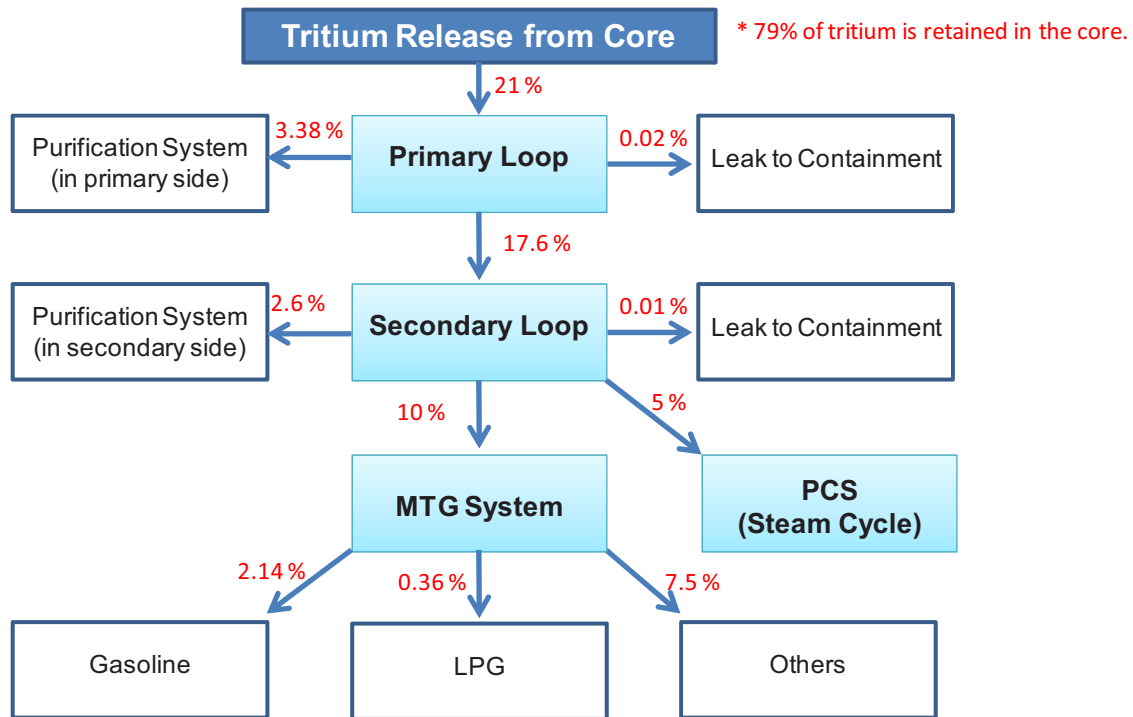 Tritium Release from Core
* 79% of tritium is retained in the core.
21 %
Purification System
(in primary side)
3.38 %
Primary Loop
0.02 %
Leak to Containment
17.6 %
Purification System
(in secondary side)
2.6 %
Secondary Loop
0.01 %
Leak to Containment
10 %
5 %
MTG System
PCS
(Steam Cycle)
2.14 %
0.36 %
7.5 %
Gasoline
LPG
Others